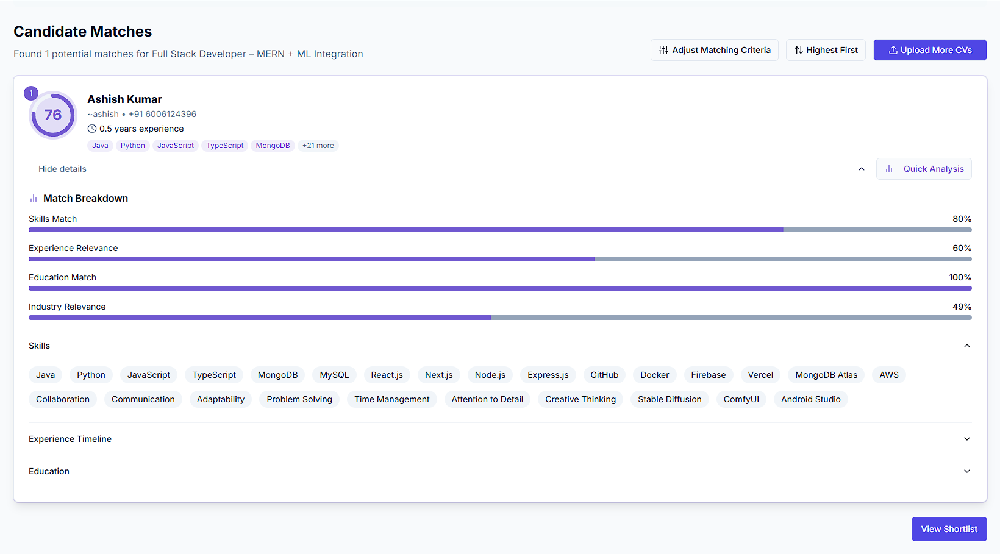 Candidate Matches
Found 1 potential matches for Full Stack Developer – MERN + ML Integration
Adjust Matching Criteria
Highest First
Upload More CVs
1
76
Ashish Kumar
~ashish • +91 6006124396
0.5 years experience
Java Python JavaScript TypeScript MongoDB +21 more
Hide details
Quick Analysis
Match Breakdown
Skills Match 80%
Experience Relevance 60%
Education Match 100%
Industry Relevance 49%
Skills
Java Python JavaScript TypeScript MongoDB MySQL React.js Next.js Node.js Express.js GitHub Docker Firebase Vercel MongoDB Atlas AWS
Collaboration Communication Adaptability Problem Solving Time Management Attention to Detail Creative Thinking Stable Diffusion ComfyUI Android Studio
Experience Timeline
Education
View Shortlist